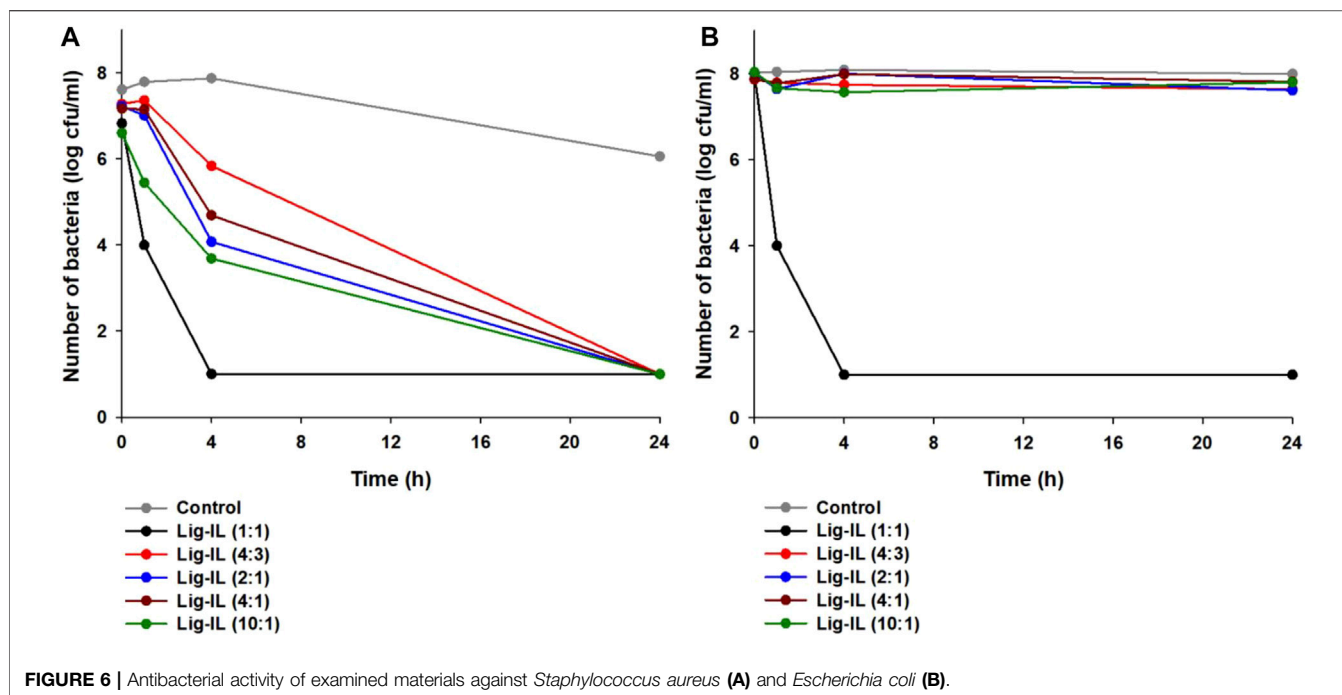 A
Number of bacteria (log cfu/ml)
8
6
4
2
0
0 4 8 12 16 20 24
Time (h)
Control
Lig-IL (1:1)
Lig-IL (4:3)
Lig-IL (2:1)
Lig-IL (4:1)
Lig-IL (10:1)
B
Number of bacteria (log cfu/ml)
8
6
4
2
0
0 4 8 12 16 20 24
Time (h)
Control
Lig-IL (1:1)
Lig-IL (4:3)
Lig-IL (2:1)
Lig-IL (4:1)
Lig-IL (10:1)
FIGURE 6 | Antibacterial activity of examined materials against Staphylococcus aureus (A) and Escherichia coli (B).